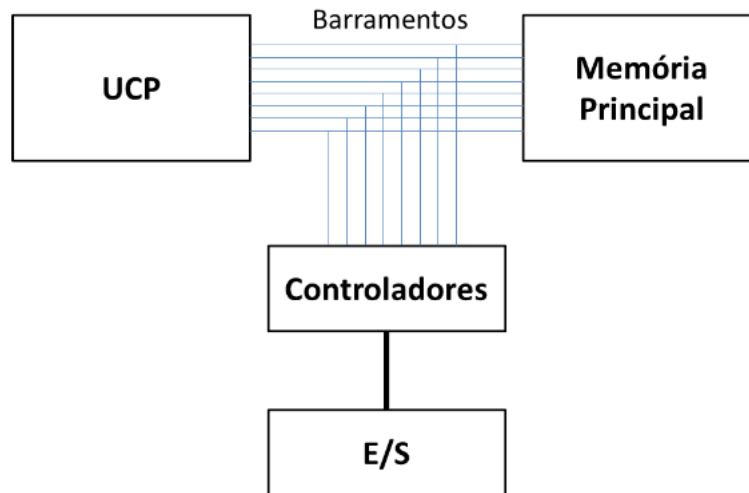 Barramentos
UCP
Memória
Principal
Controladores
E/S